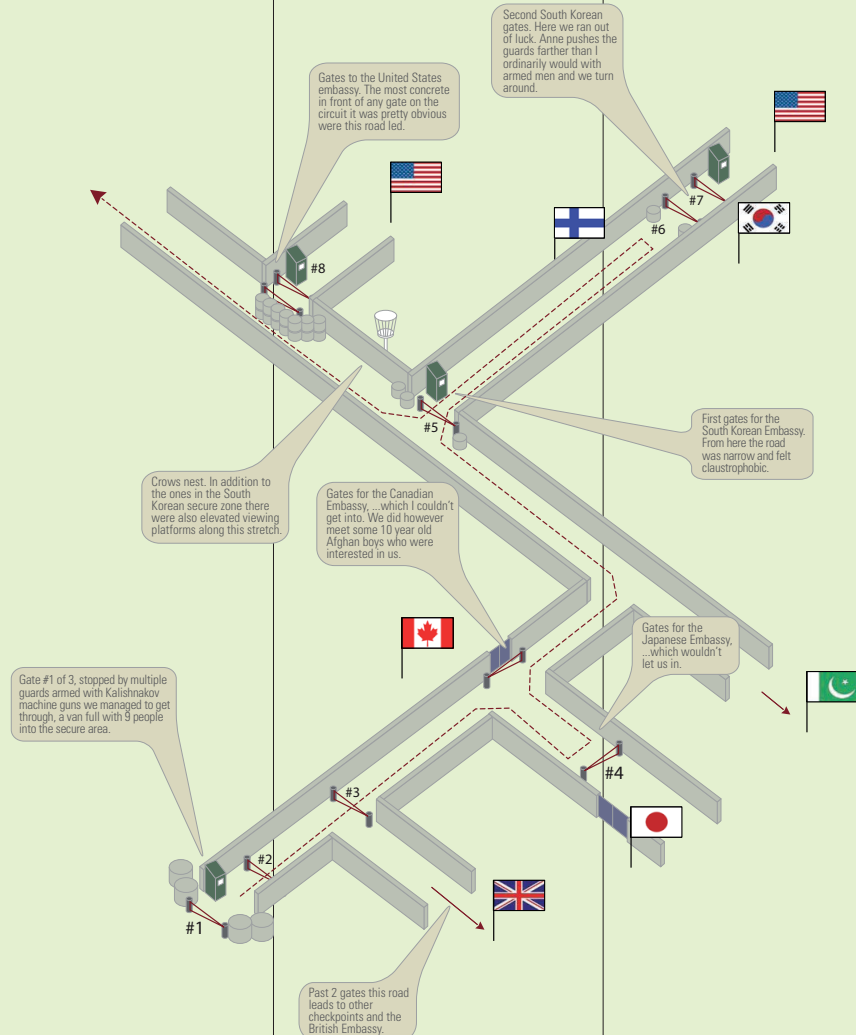 Second South Korean
gates. Here we ran out
of luck. Anne pushes the
guards farther than I
ordinarily would with
armed men and we turn
around.
Gates to the United States
embassy. The most concrete
in front of any gate on the
circuit it was pretty obvious
were this road led.
#7
#6
#8
#5
First gates for the
South Korean Embassy.
From here the road
was narrow and felt
claustrophobic.
Crows nest. In addition to
the ones in the South
Korean secure zone there
were also elevated viewing
platforms along this stretch.
Gates for the Canadian
Embassy, ...which I couldn't
get into. We did however
meet some 10 year old
Afghan boys who were
interested in us.
Gates for the
Japanese Embassy,
...which wouldn't
let us in.
Gate #1 of 3, stopped by multiple
guards armed with Kalishnakov
machine guns we managed to get
through, a van full with 9 people
into the secure area.
#4
#3
#2
#1
Past 2 gates this road
leads to other
checkpoints and the
British Embassy.